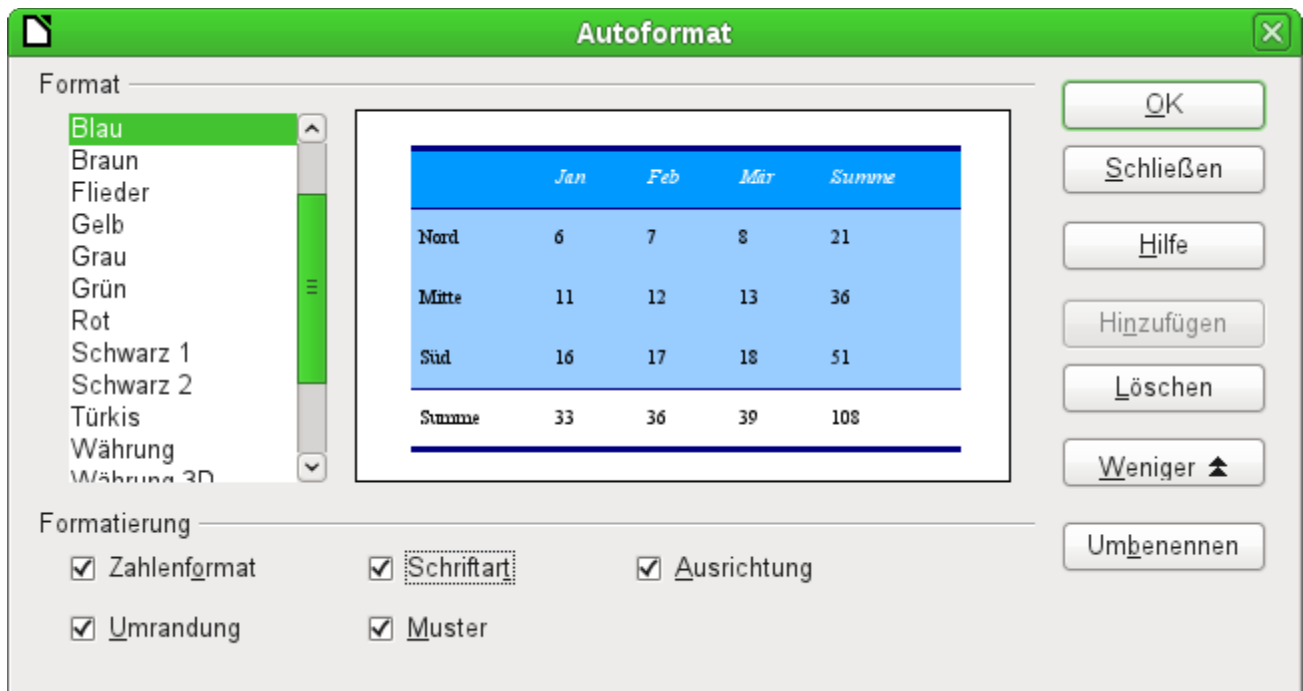 Autoformat
Format
Blau
Braun
Flieder
Gelb
Grau
Grün
Rot
Schwarz 1
Schwarz 2
Türkis
Währung
Währung 3D
Jan Feb Mär Summe
Nord 6 7 8 21
Mitte 11 12 13 36
Süd 16 17 18 51
Summe 33 36 39 108
OK
Schließen
Hilfe
Hinzufügen
Löschen
Weniger
Umbenennen
Formatierung
Zahlenformat Schriftart Ausrichtung
Umrandung Muster